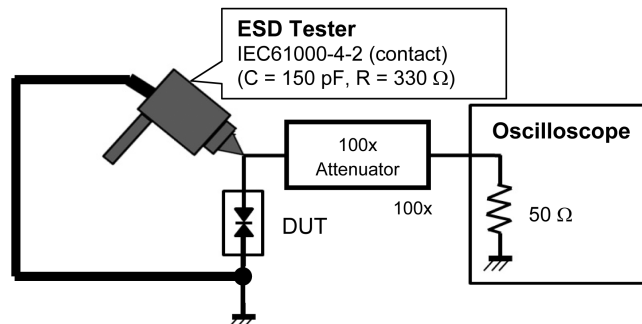 ESD Tester
IEC61000-4-2 (contact)
(C = 150 pF, R = 330 Ω)
100x
Attenuator
100x
Oscilloscope
50 Ω
DUT